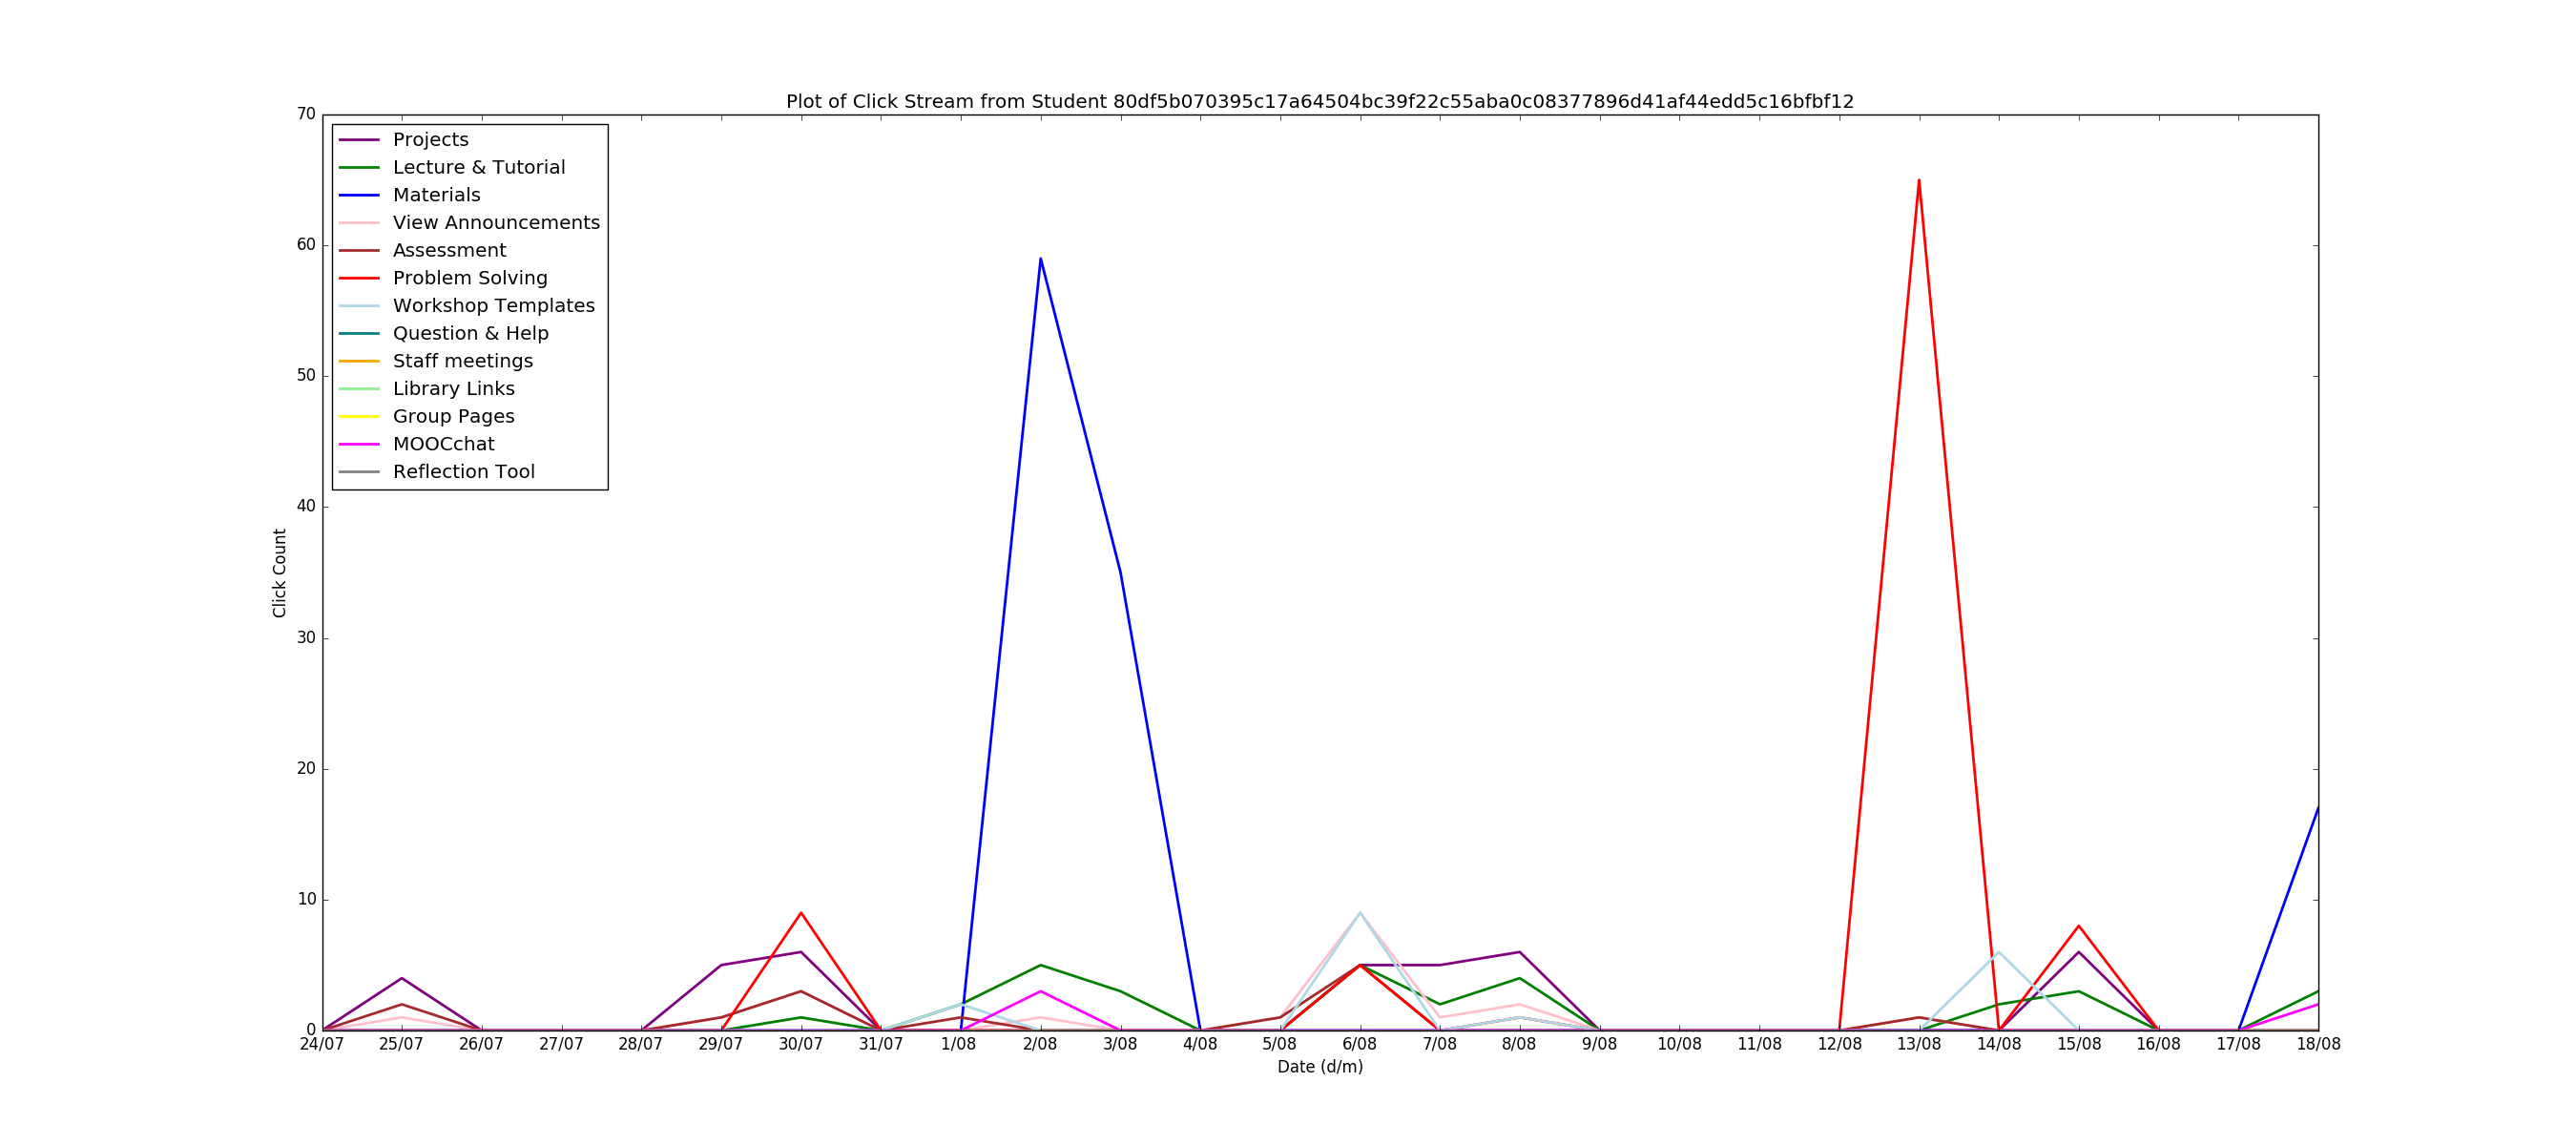 Plot of Click Stream from Student 80df5b070395c17a64504bc39f22c55aba0c08377896d41af44edd5c16bfbf12
70
60
50
40
30
20
10
0
Click Count
Projects
Lecture & Tutorial
Materials
View Announcements
Assessment
Problem Solving
Workshop Templates
Question & Help
Staff meetings
Library Links
Group Pages
MOOCchat
Reflection Tool
24/07 25/07 26/07 27/07 28/07 29/07 30/07 31/07 1/08 2/08 3/08 4/08 5/08 6/08 7/08 8/08 9/08 10/08 11/08 12/08 13/08 14/08 15/08 16/08 17/08 18/08
Date (d/m)